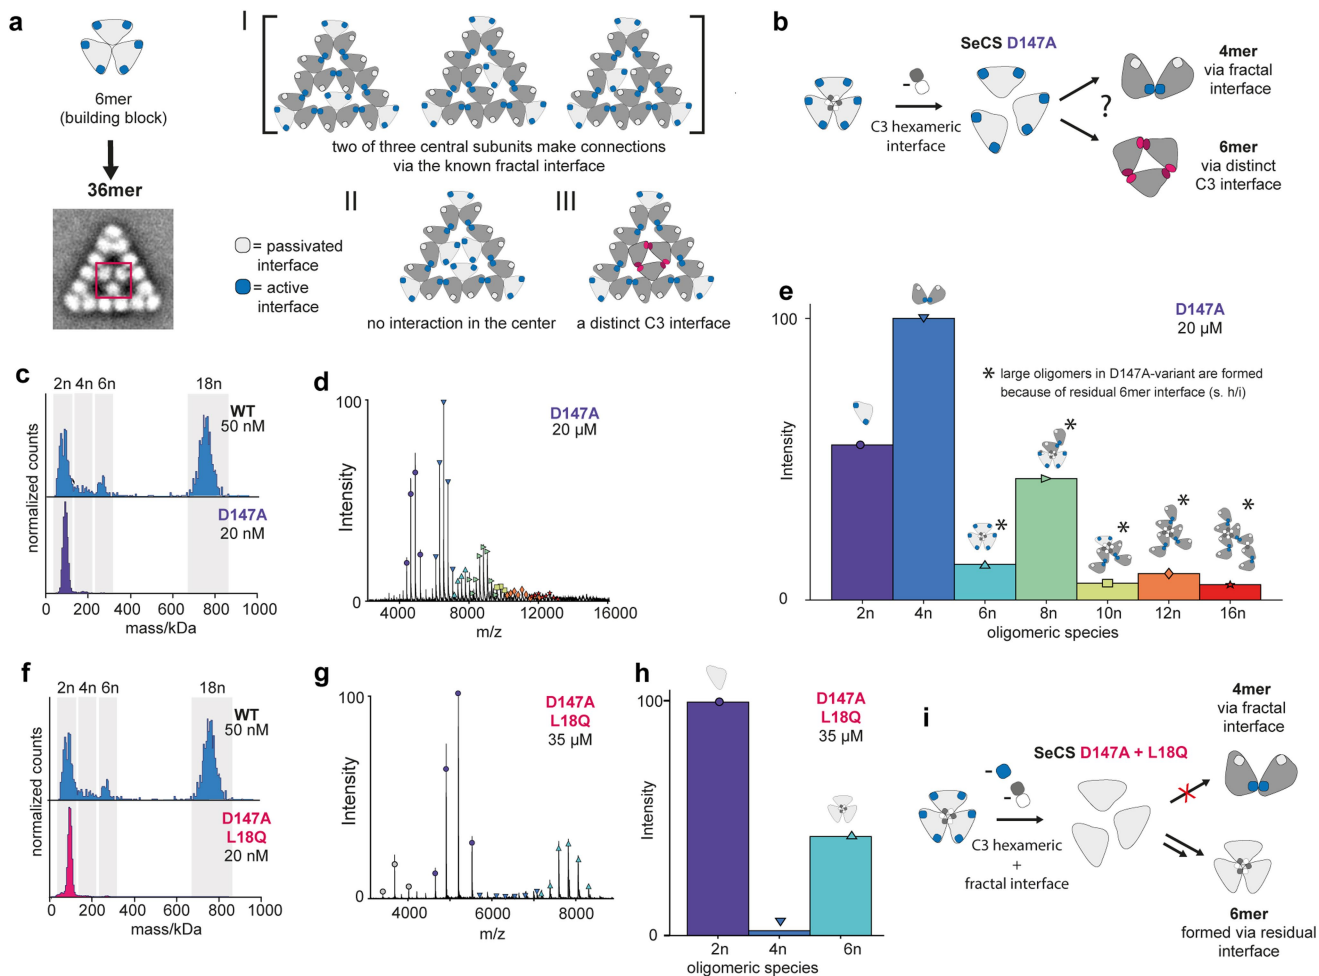 a
6mer
(building block)
36mer
I
two of three central subunits make connections
via the known fractal interface
II
III
= passivated
interface
= active
interface
no interaction in the center
a distinct C3 interface
b
SeCS D147A
-
C3 hexameric
interface
?
4mer
via fractal
interface
6mer
via distinct
C3 interface
c
2n 4n 6n 18n
WT
50 nM
D147A
20 nM
normalized counts
0 200 400 600 800 1000
mass/kDa
d
100
D147A
20 µM
Intensity
0
4000 8000 12000 16000
m/z
e
100
D147A
20 µM
* large oligomers in D147A-variant are formed
because of residual 6mer interface (s. h/i)
Intensity
* * * * *
0
2n 4n 6n 8n 10n 12n 16n
oligomeric species
f
2n 4n 6n 18n
WT
50 nM
D147A
L18Q
20 nM
normalized counts
0 200 400 600 800 1000
mass/kDa
g
100
D147A
L18Q
35 µM
Intensity
0
4000 6000 8000
m/z
h
100
D147A
L18Q
35 µM
Intensity
0
2n 4n 6n
oligomeric species
i
SeCS D147A + L18Q
-
-
C3 hexameric
+
fractal interface
4mer
via fractal
interface
6mer
formed via residual
interface